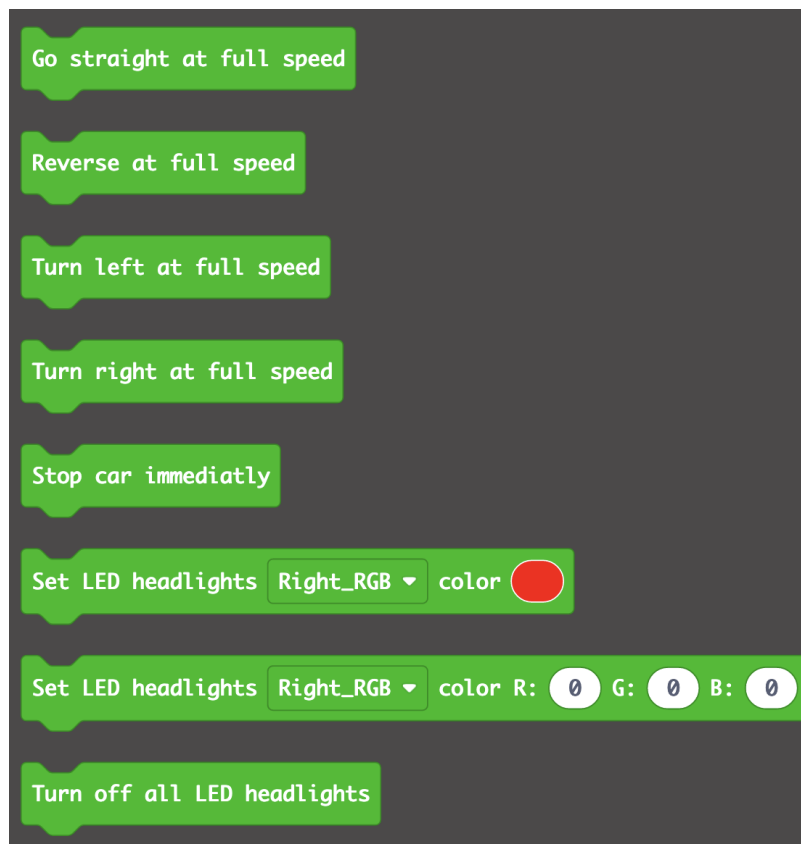 Go straight at full speed
Reverse at full speed
Turn left at full speed
Turn right at full speed
Stop car immediatly
Set LED headlights Right_RGB color
Set LED headlights Right_RGB color R: 0 G: 0 B: 0
Turn off all LED headlights